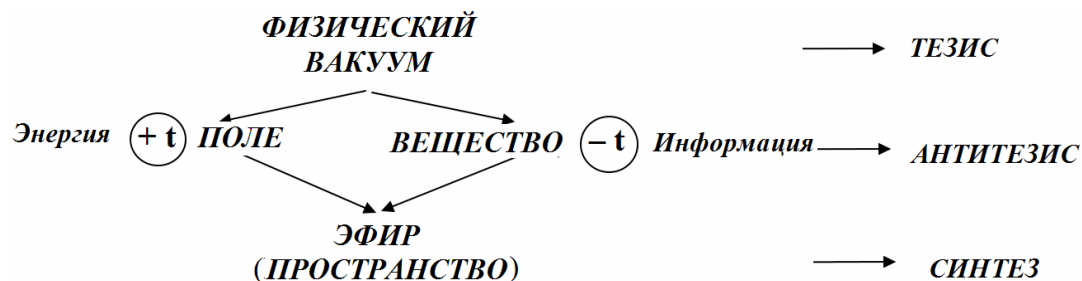 ФИЗИЧЕСКИЙ
ВАКУУМ
ТЕЗИС
Энергия + t ПОЛЕ ВЕЩЕСТВО – t Информация
АНТИТЕЗИС
ЭФИР
(ПРОСТРАНСТВО)
СИНТЕЗ